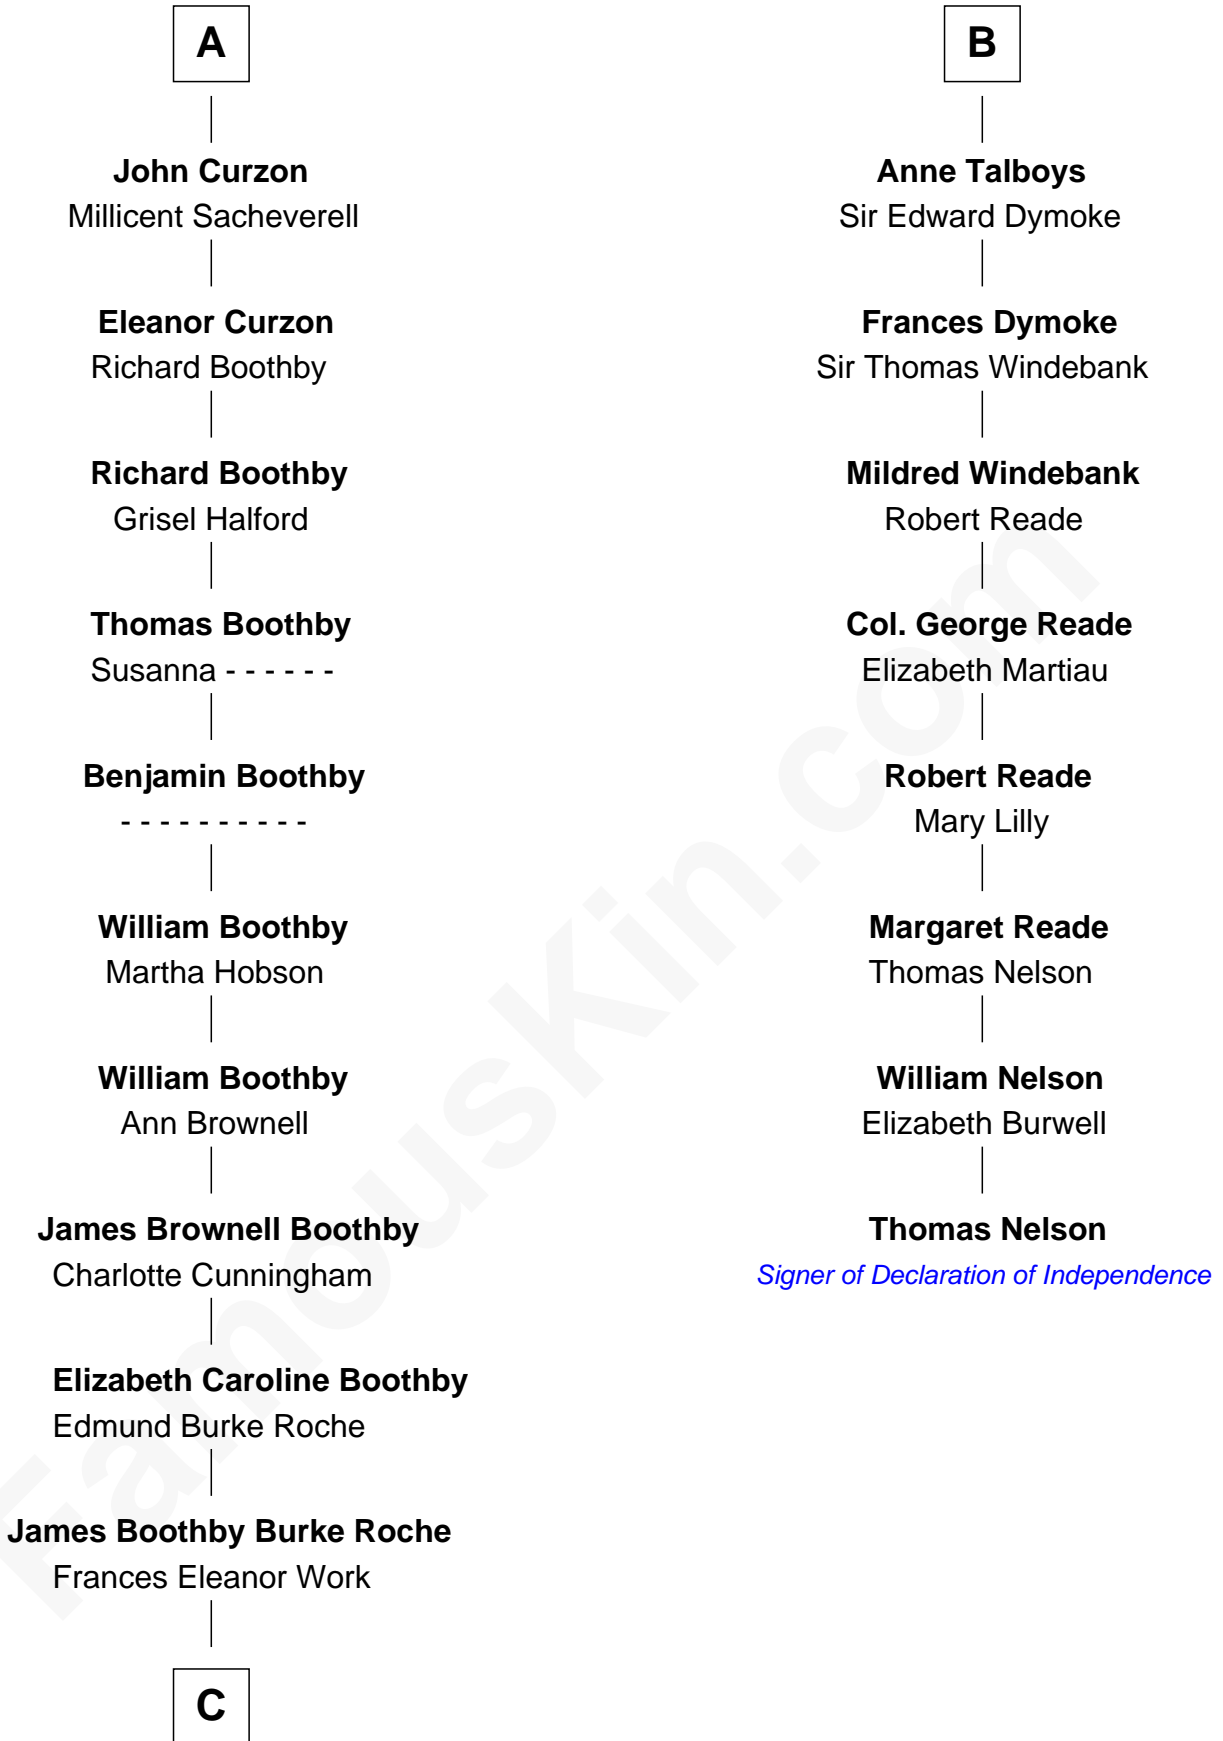 A
John Curzon
Millicent Sacheverell
Eleanor Curzon
Richard Boothby
Richard Boothby
Grisel Halford
Thomas Boothby
Susanna - - - - - -
Benjamin Boothby
- - - - - - - - - -
William Boothby
Martha Hobson
William Boothby
Ann Brownell
James Brownell Boothby
Charlotte Cunningham
Elizabeth Caroline Boothby
Edmund Burke Roche
James Boothby Burke Roche
Frances Eleanor Work
C
B
Anne Talboys
Sir Edward Dymoke
Frances Dymoke
Sir Thomas Windebank
Mildred Windebank
Robert Reade
Col. George Reade
Elizabeth Martiau
Robert Reade
Mary Lilly
Margaret Reade
Thomas Nelson
William Nelson
Elizabeth Burwell
Thomas Nelson
Signer of Declaration of Independence
FamousKin.com